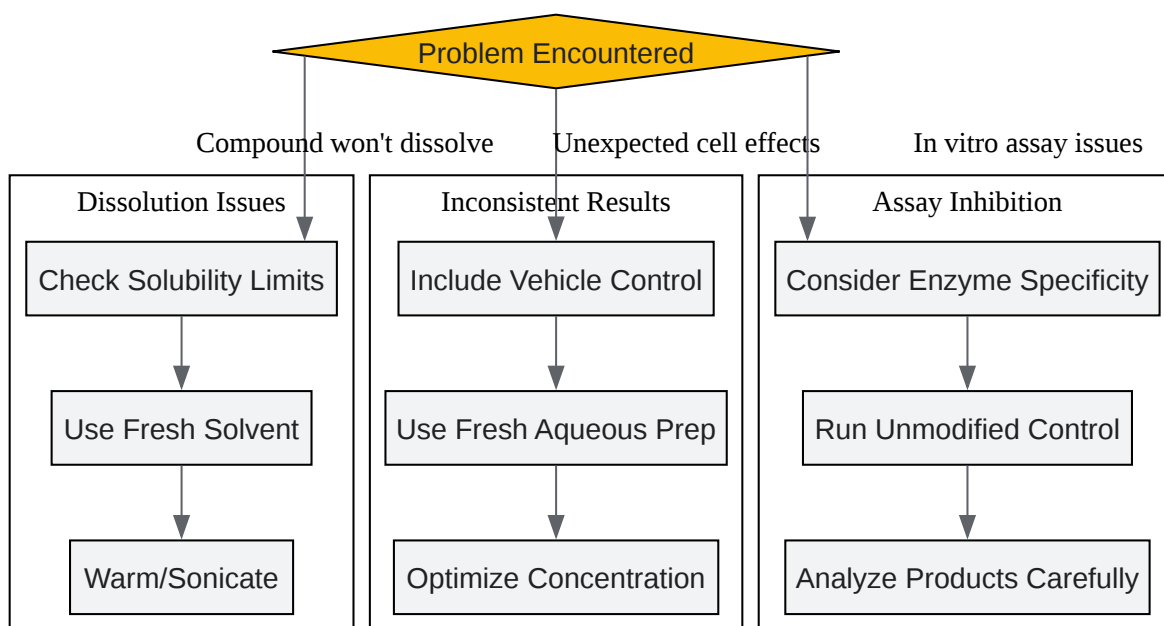 Problem Encountered
Compound won't dissolve
Unexpected cell effects
In vitro assay issues
Dissolution Issues
Inconsistent Results
Assay Inhibition
Check Solubility Limits
Include Vehicle Control
Consider Enzyme Specificity
Use Fresh Solvent
Use Fresh Aqueous Prep
Run Unmodified Control
Warm/Sonicate
Optimize Concentration
Analyze Products Carefully